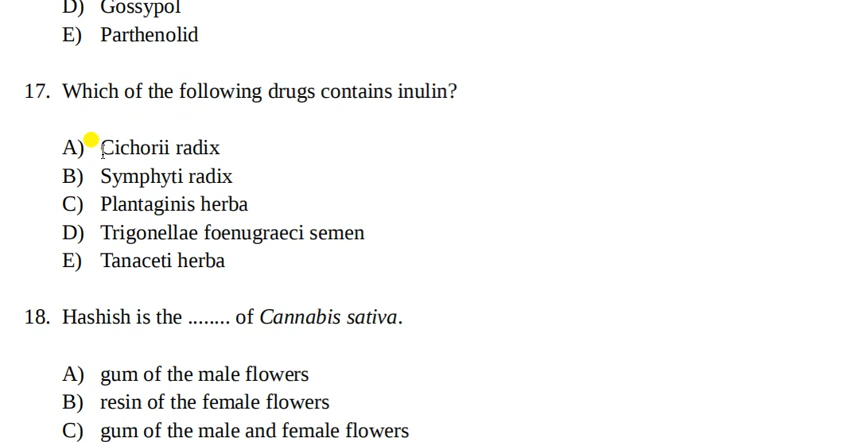 D) Gossypol
E) Parthenolid
17. Which of the following drugs contains inulin?
A) Cichorii radix
B) Symphyti radix
C) Plantaginis herba
D) Trigonellae foenugraeci semen
E) Tanaceti herba
18. Hashish is the ........ of Cannabis sativa.
A) gum of the male flowers
B) resin of the female flowers
C) gum of the male and female flowers